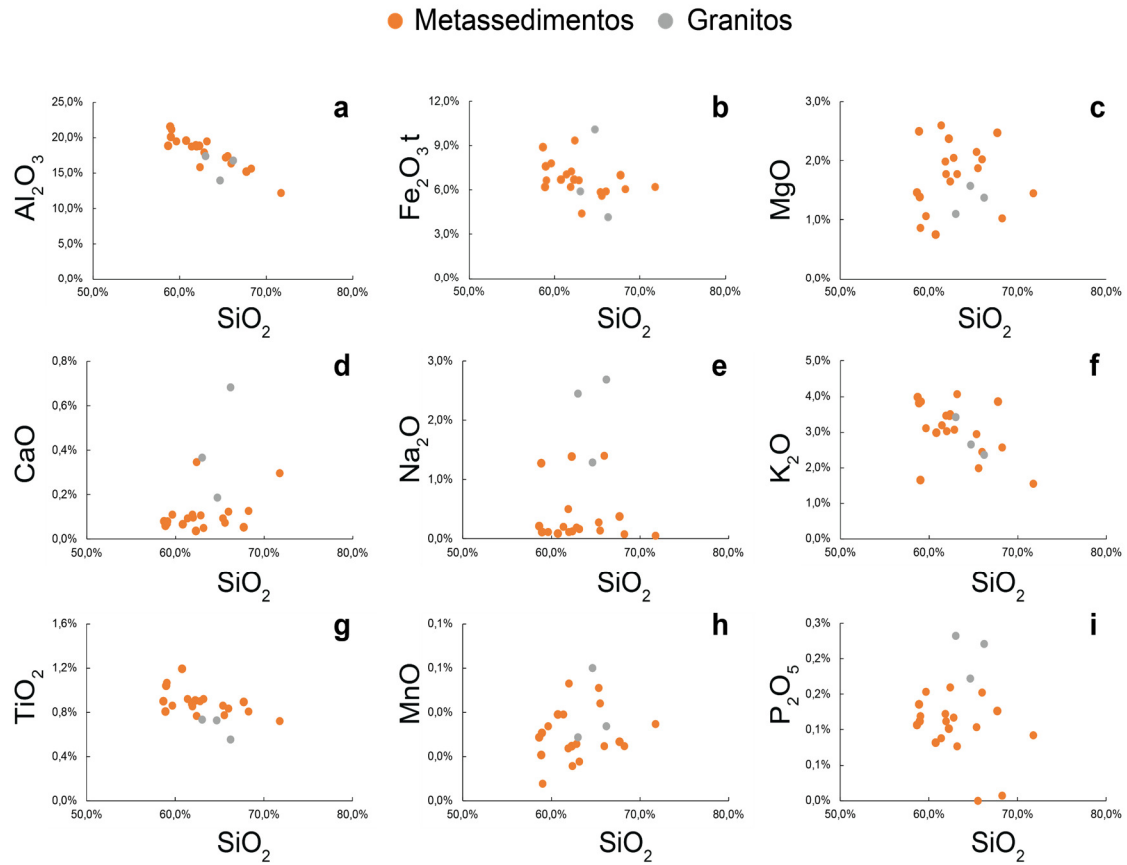 Metassedimentos Granitos
a
25,0%
20,0%
15,0%
10,0%
5,0%
0,0%
Al2O3
50,0% 60,0% 70,0% 80,0%
SiO2
b
12,0%
9,0%
6,0%
3,0%
0,0%
Fe2O3 t
50,0% 60,0% 70,0% 80,0%
SiO2
c
3,0%
2,0%
1,0%
0,0%
MgO
50,0% 60,0% 70,0% 80,0%
SiO2
d
0,8%
0,6%
0,4%
0,2%
0,0%
CaO
50,0% 60,0% 70,0% 80,0%
SiO2
e
3,0%
2,0%
1,0%
0,0%
Na2O
50,0% 60,0% 70,0% 80,0%
SiO2
f
5,0%
4,0%
3,0%
2,0%
1,0%
0,0%
K2O
50,0% 60,0% 70,0% 80,0%
SiO2
g
1,6%
1,2%
0,8%
0,4%
0,0%
TiO2
50,0% 60,0% 70,0% 80,0%
SiO2
h
0,1%
0,1%
0,0%
0,0%
0,0%
MnO
50,0% 60,0% 70,0% 80,0%
SiO2
i
0,3%
0,2%
0,2%
0,1%
0,1%
0,0%
P2O5
50,0% 60,0% 70,0% 80,0%
SiO2